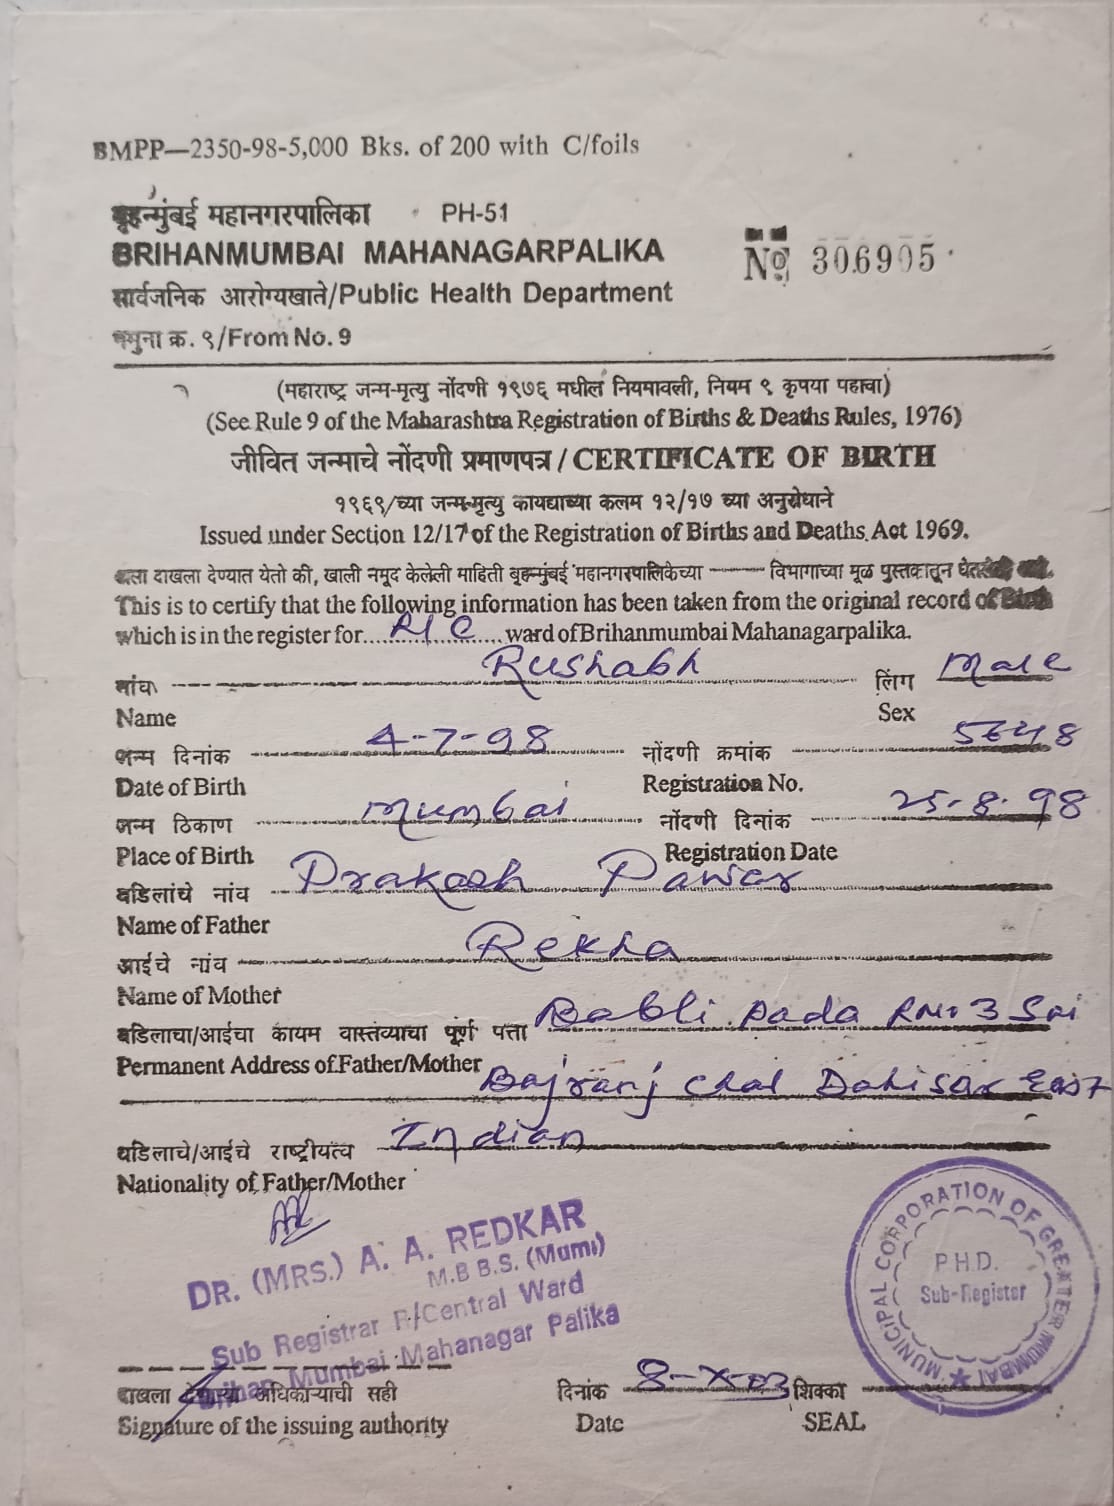 BMPP—2350-98-5,000 Bks. of 200 with C/foils
बृहन्मुंबई महानगरपालिका PH-51
BRIHANMUMBAI MAHANAGARPALIKA
No 306905
सार्वजनिक आरोग्यखाते/Public Health Department
नमुना क्र. ९/From No. 9
(महाराष्ट्र जन्म-मृत्यु नोंदणी १९७६ मधील नियमावली, नियम ९ कृपया पहावा)
(See Rule 9 of the Maharashtra Registration of Births & Deaths Rules, 1976)
जीवित जन्माचे नोंदणी प्रमाणपत्र / CERTIFICATE OF BIRTH
१९६९/च्या जन्म-मृत्यु कायद्याच्या कलम १२/१७ च्या अनुरोधाने
Issued under Section 12/17 of the Registration of Births and Deaths Act 1969.
असा दाखला देण्यात येतो की, खाली नमूद केलेली माहिती बृहन्मुंबई महानगरपालिकेच्या ——— विभागाच्या मूळ पुस्तकातून
This is to certify that the following information has been taken from the original record of Birth
which is in the register for.... R/C .... ward of Brihanmumbai Mahanagarpalika.
नांव Rushabh लिंग Male
Name Sex
जन्म दिनांक 4-7-98 नोंदणी क्रमांक 5648
Date of Birth Registration No.
जन्म ठिकाण Mumbai नोंदणी दिनांक 25-8-98
Place of Birth Registration Date
वडिलांचे नांव Prakash Pawar
Name of Father
आईचे नांव Rekha
Name of Mother
वडिलाचा/आईचा कायम वास्तव्याचा पूर्ण पत्ता Babli Pada 3 Sai
Permanent Address of Father/Mother Bajrang Chal Dahisar East
वडिलाचे/आईचे राष्ट्रीयत्व Indian
Nationality of Father/Mother
DR. (MRS.) A. A. REDKAR
M.B B.S. (Mum)
Sub Registrar R/Central Ward
Brihan Mumbai Mahanagar Palika
MUNICIPAL CORPORATION OF GREATER MUMBAI
P.H.D.
Sub-Register
दाखला देणाऱ्या अधिकाऱ्याची सही दिनांक 8-X-03 शिक्का
Signature of the issuing authority Date SEAL